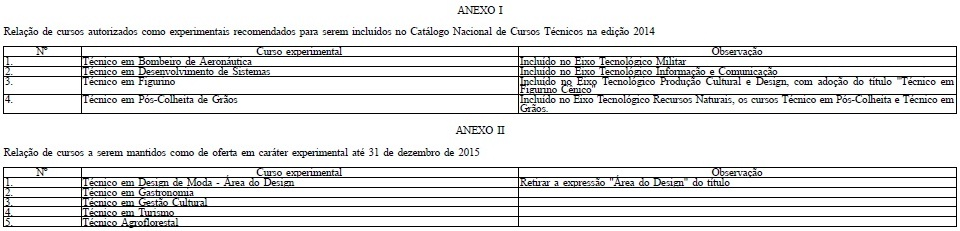 ANEXO I
Relação de cursos autorizados como experimentais recomendados para serem incluídos no Catálogo Nacional de Cursos Técnicos na edição 2014
Nº Curso experimental Observação
1. Técnico em Bombeiro de Aeronáutica Incluído no Eixo Tecnológico Militar
2. Técnico em Desenvolvimento de Sistemas Incluído no Eixo Tecnológico Informação e Comunicação
3. Técnico em Figurino Incluído no Eixo Tecnológico Produção Cultural e Design, com adoção do título "Técnico em
Figurino Cênico"
4. Técnico em Pós-Colheita de Grãos Incluído no Eixo Tecnológico Recursos Naturais, os cursos Técnico em Pós-Colheita e Técnico em
Grãos.
ANEXO II
Relação de cursos a serem mantidos como de oferta em caráter experimental até 31 de dezembro de 2015
Nº Curso experimental Observação
1. Técnico em Design de Moda - Área do Design Retirar a expressão "Área do Design" do título
2. Técnico em Gastronomia
3. Técnico em Gestão Cultural
4. Técnico em Turismo
5. Técnico Agroflorestal